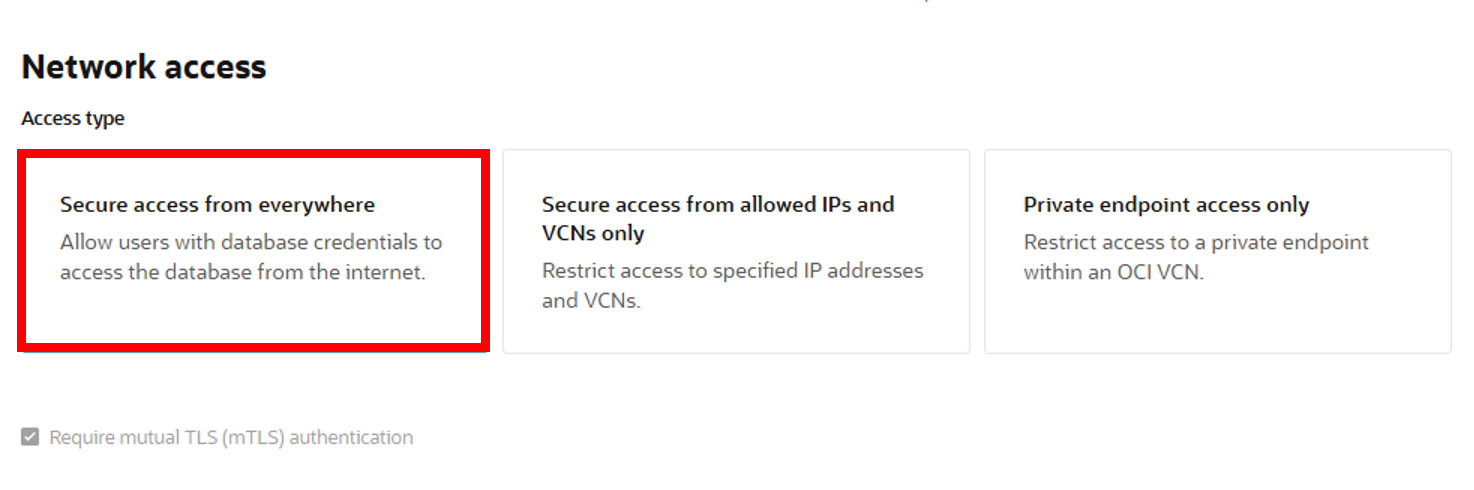 Network access
Access type
Secure access from everywhere
Allow users with database credentials to
access the database from the internet.
Secure access from allowed IPs and
VCNs only
Restrict access to specified IP addresses
and VCNs.
Private endpoint access only
Restrict access to a private endpoint
within an OCI VCN.
Require mutual TLS (mTLS) authentication